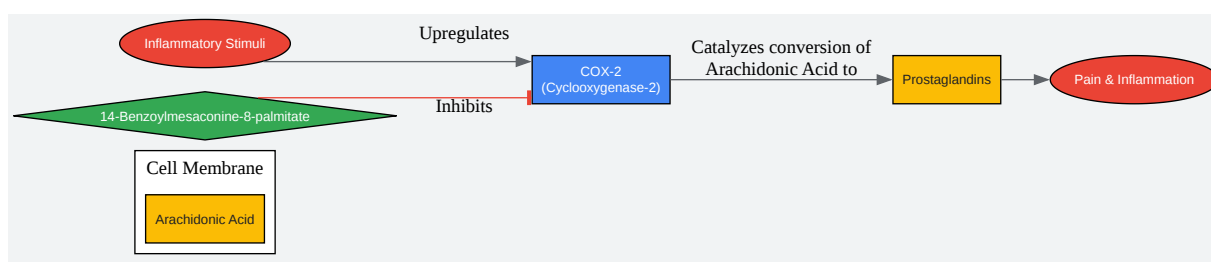 Inflammatory Stimuli
Upregulates
14-Benzoylmesaconine-8-palmitate
Inhibits
COX-2
(Cyclooxygenase-2)
Catalyzes conversion of
Arachidonic Acid to
Prostaglandins
Pain & Inflammation
Cell Membrane
Arachidonic Acid